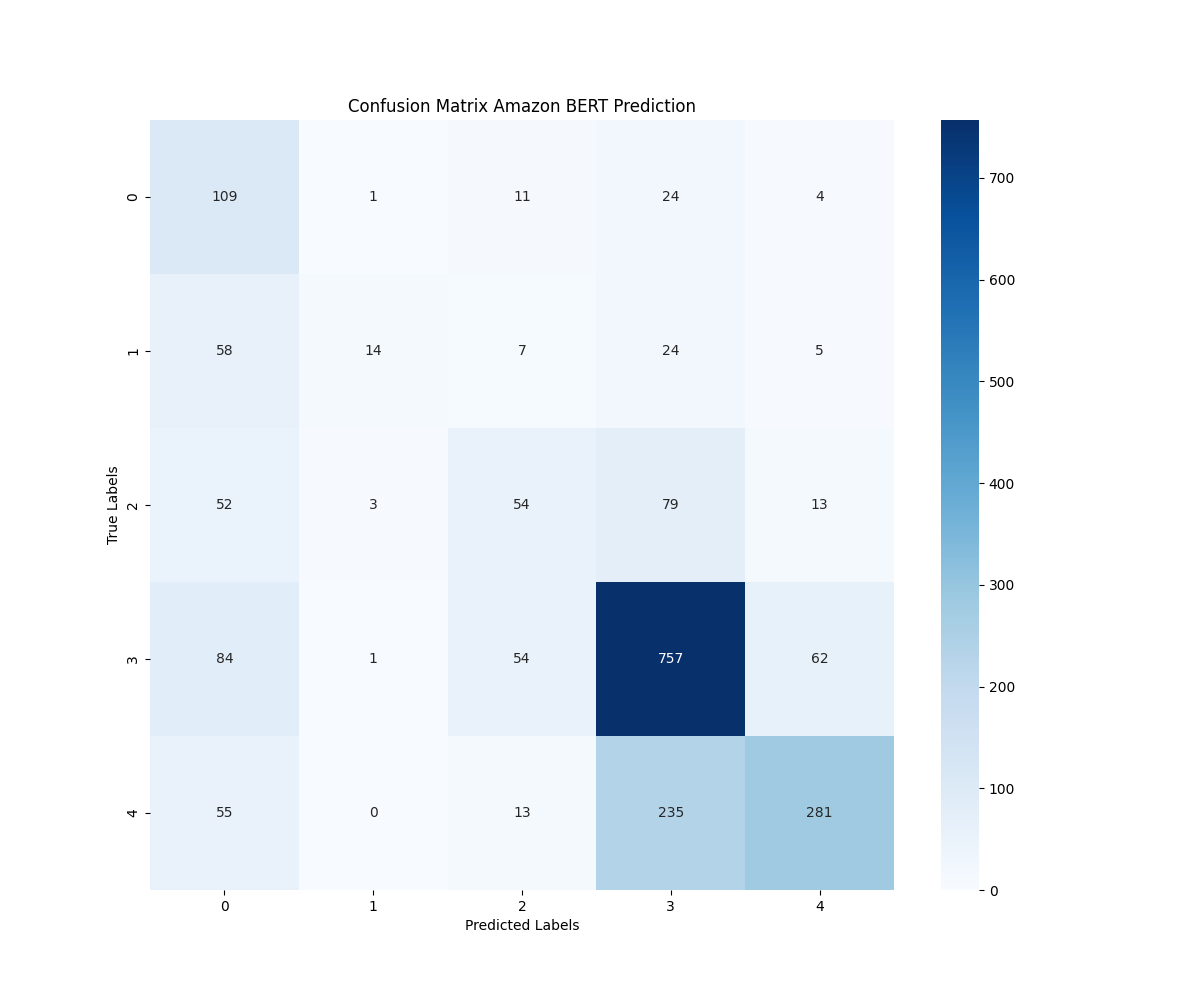 Confusion Matrix Amazon BERT Prediction
0 109 1 11 24 4
1 58 14 7 24 5
2 52 3 54 79 13
3 84 1 54 757 62
4 55 0 13 235 281
0 1 2 3 4
Predicted Labels
True Labels
700
600
500
400
300
200
100
0